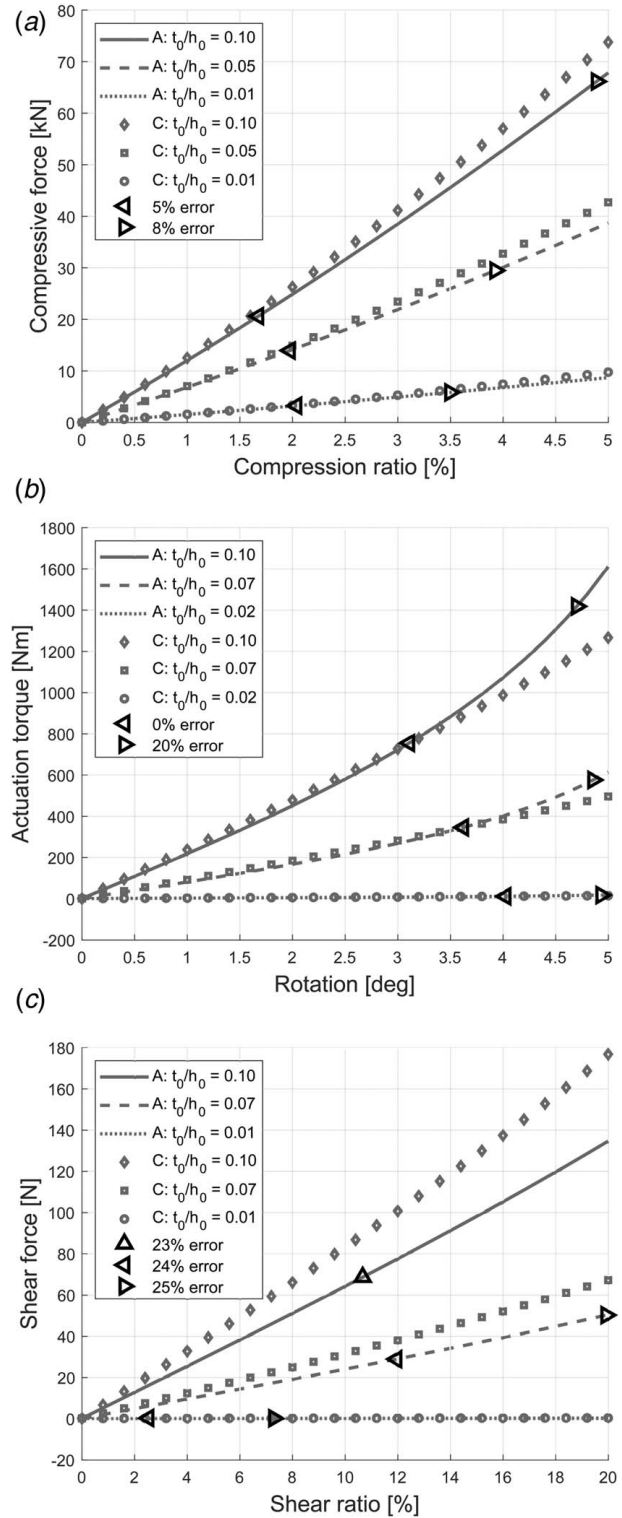 (a)
80
70
60
50
40
30
20
10
0
Compressive force [kN]
A: t0/h0 = 0.10
A: t0/h0 = 0.05
A: t0/h0 = 0.01
C: t0/h0 = 0.10
C: t0/h0 = 0.05
C: t0/h0 = 0.01
5% error
8% error
0 0.5 1 1.5 2 2.5 3 3.5 4 4.5 5
Compression ratio [%]
(b)
1800
1600
1400
1200
1000
800
600
400
200
0
-200
Actuation torque [Nm]
A: t0/h0 = 0.10
A: t0/h0 = 0.07
A: t0/h0 = 0.02
C: t0/h0 = 0.10
C: t0/h0 = 0.07
C: t0/h0 = 0.02
0% error
20% error
0 0.5 1 1.5 2 2.5 3 3.5 4 4.5 5
Rotation [deg]
(c)
180
160
140
120
100
80
60
40
20
0
-20
Shear force [N]
A: t0/h0 = 0.10
A: t0/h0 = 0.07
A: t0/h0 = 0.01
C: t0/h0 = 0.10
C: t0/h0 = 0.07
C: t0/h0 = 0.01
23% error
24% error
25% error
0 2 4 6 8 10 12 14 16 18 20
Shear ratio [%]